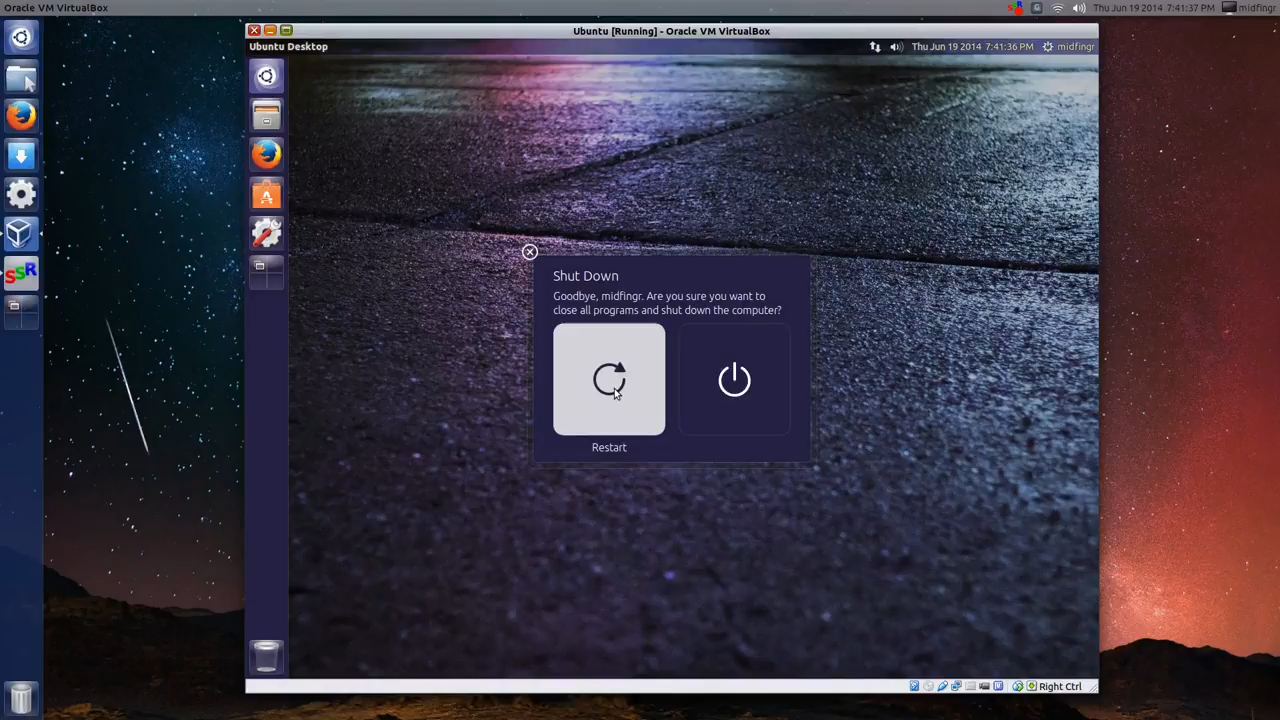 Oracle VM VirtualBox
Thu Jun 19 2014 7:41:37 PM
midfingr
Ubuntu [Running] - Oracle VM VirtualBox
Ubuntu Desktop
Thu Jun 19 2014 7:41:36 PM
midfingr
Shut Down
Goodbye, midfingr. Are you sure you want to
close all programs and shut down the computer?
Restart
SSR
Right Ctrl